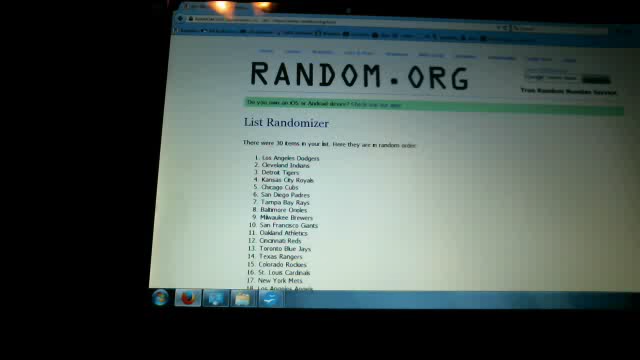 RANDOM.ORG
True Random Number Service
Do you own an iOS or Android device? Check out our app!
List Randomizer
There were 30 items in your list. Here they are in random order:
1. Los Angeles Dodgers
2. Cleveland Indians
3. Detroit Tigers
4. Kansas City Royals
5. Chicago Cubs
6. San Diego Padres
7. Tampa Bay Rays
8. Baltimore Orioles
9. Milwaukee Brewers
10. San Francisco Giants
11. Oakland Athletics
12. Cincinnati Reds
13. Toronto Blue Jays
14. Texas Rangers
15. Colorado Rockies
16. St. Louis Cardinals
17. New York Mets
18. Los Angeles Angels